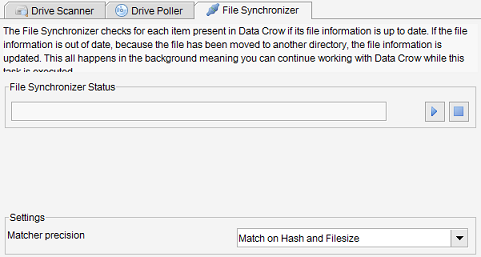 Drive Scanner Drive Poller File Synchronizer
The File Synchronizer checks for each item present in Data Crow if its file information is up to date. If the file
information is out of date, because the file has been moved to another directory, the file information is
updated. This all happens in the background meaning you can continue working with Data Crow while this
task is executed
File Synchronizer Status
Settings
Matcher precision Match on Hash and Filesize